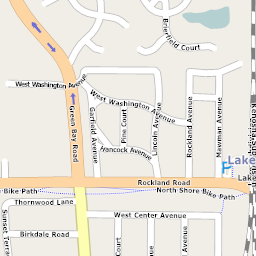 Brierfield Court
West Washington Avenue
West Washington Avenue
Green Bay Road
Garfield Avenue
Pine Court
Lincoln Avenue
Rockland Avenue
Mawman Avenue
Hancock Avenue
Lake
Rockland Road
Lake
Bike Path
North Shore Bike Path
Thornwood Lane
West Center Avenue
Birkdale Road
Sunset Terrace
Court